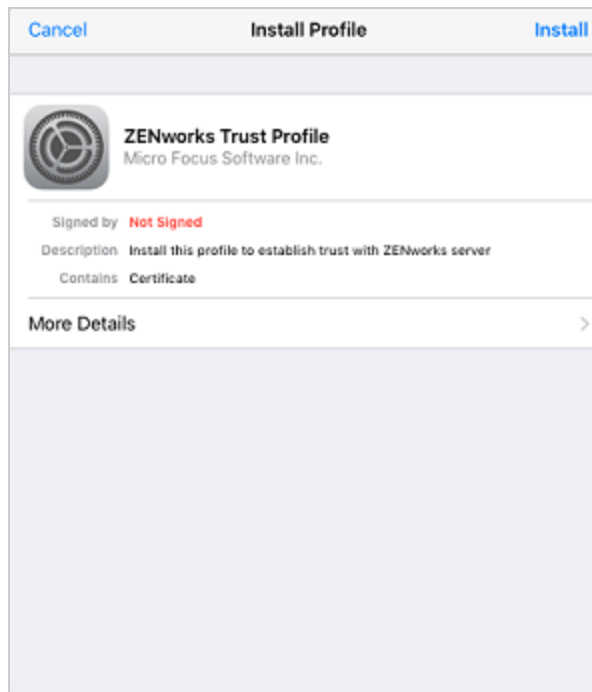 Cancel Install Profile Install
ZENworks Trust Profile
Micro Focus Software Inc.
Signed by Not Signed
Description Install this profile to establish trust with ZENworks server
Contains Certificate
More Details